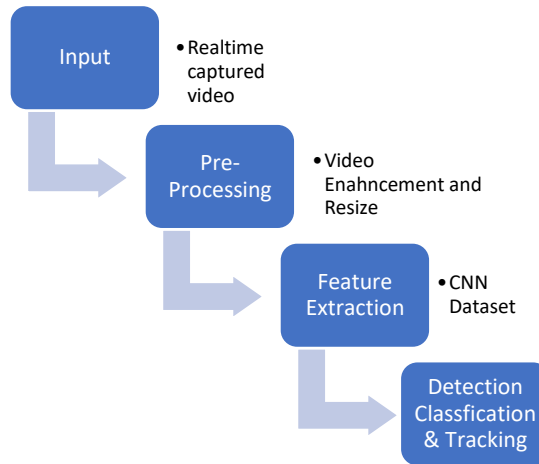 Input
•Realtime
captured
video
Pre-
Processing
•Video
Enahncement and
Resize
Feature
Extraction
•CNN
Dataset
Detection
Classfication
& Tracking